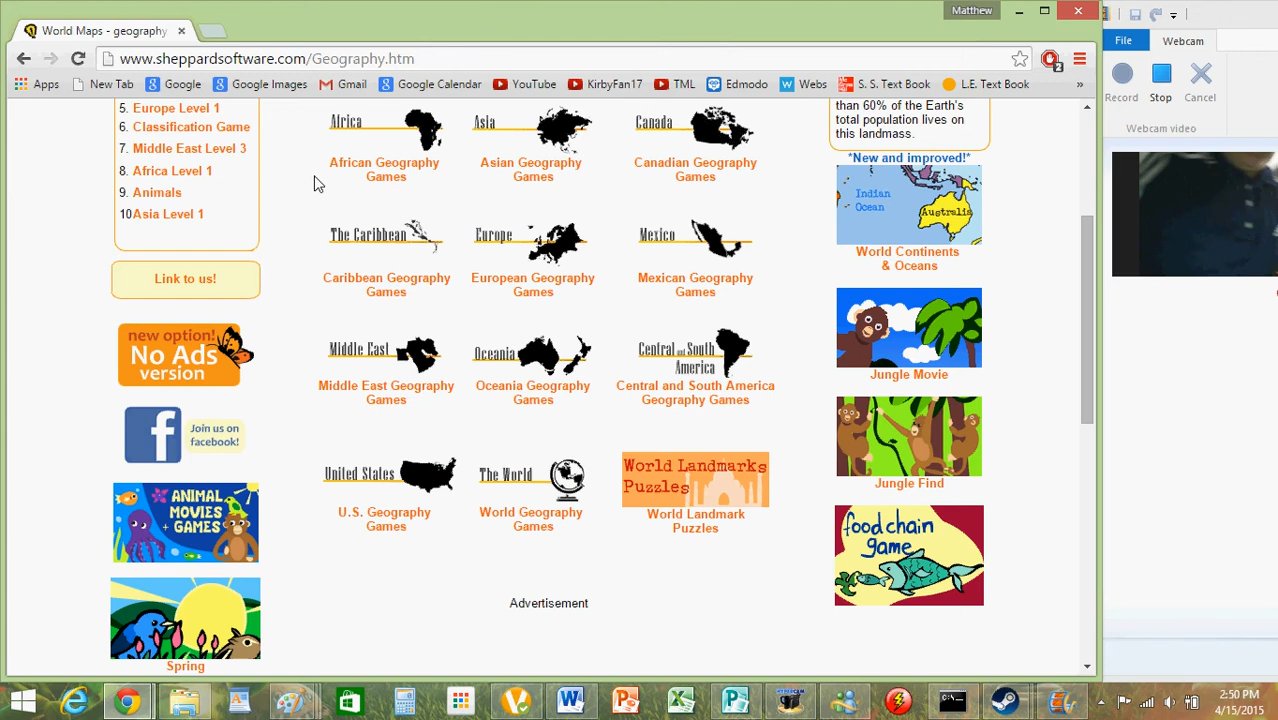 Matthew
World Maps - geography
www.sheppardsoftware.com/Geography.htm
2
Apps
New Tab
Google
Google Images
Gmail
Google Calendar
YouTube
KirbyFan17
TML
Edmodo
Webs
S. S. Text Book
L.E. Text Book
»
File
Webcam
Record
Stop
Cancel
Webcam video
5. Europe Level 1
6. Classification Game
7. Middle East Level 3
8. Africa Level 1
9. Animals
10Asia Level 1
Link to us!
new option!
No Ads
version
Join us on
facebook!
ANIMAL
MOVIES
+ GAMES
Spring
Africa
African Geography
Games
Asia
Asian Geography
Games
Canada
Canadian Geography
Games
The Caribbean
Caribbean Geography
Games
Europe
European Geography
Games
Mexico
Mexican Geography
Games
Middle East
Middle East Geography
Games
Oceania
Oceania Geography
Games
Central and South
America
Central and South America
Geography Games
United States
U.S. Geography
Games
The World
World Geography
Games
World Landmarks
Puzzles
World Landmark
Puzzles
Advertisement
than 60% of the Earth's
total population lives on
this landmass.
*New and improved!*
Indian
Ocean
Australia
World Continents
& Oceans
Jungle Movie
Jungle Find
food chain
game
2:50 PM
4/15/2015